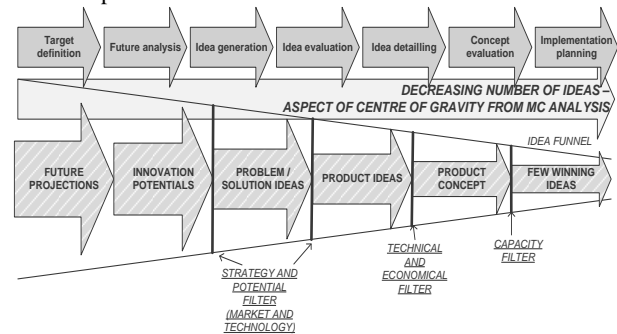 Target
definition
Future analysis
Idea generation
Idea evaluation
Idea detailling
Concept
evaluation
Implementation
planning
DECREASING NUMBER OF IDEAS –
ASPECT OF CENTRE OF GRAVITY FROM MC ANALYSIS
IDEA FUNNEL
FUTURE
PROJECTIONS
INNOVATION
POTENTIALS
PROBLEM /
SOLUTION IDEAS
PRODUCT IDEAS
PRODUCT
CONCEPT
FEW WINNING
IDEAS
STRATEGY AND
POTENTIAL
FILTER
(MARKET AND
TECHNOLOGY)
TECHNICAL
AND
ECONOMICAL
FILTER
CAPACITY
FILTER